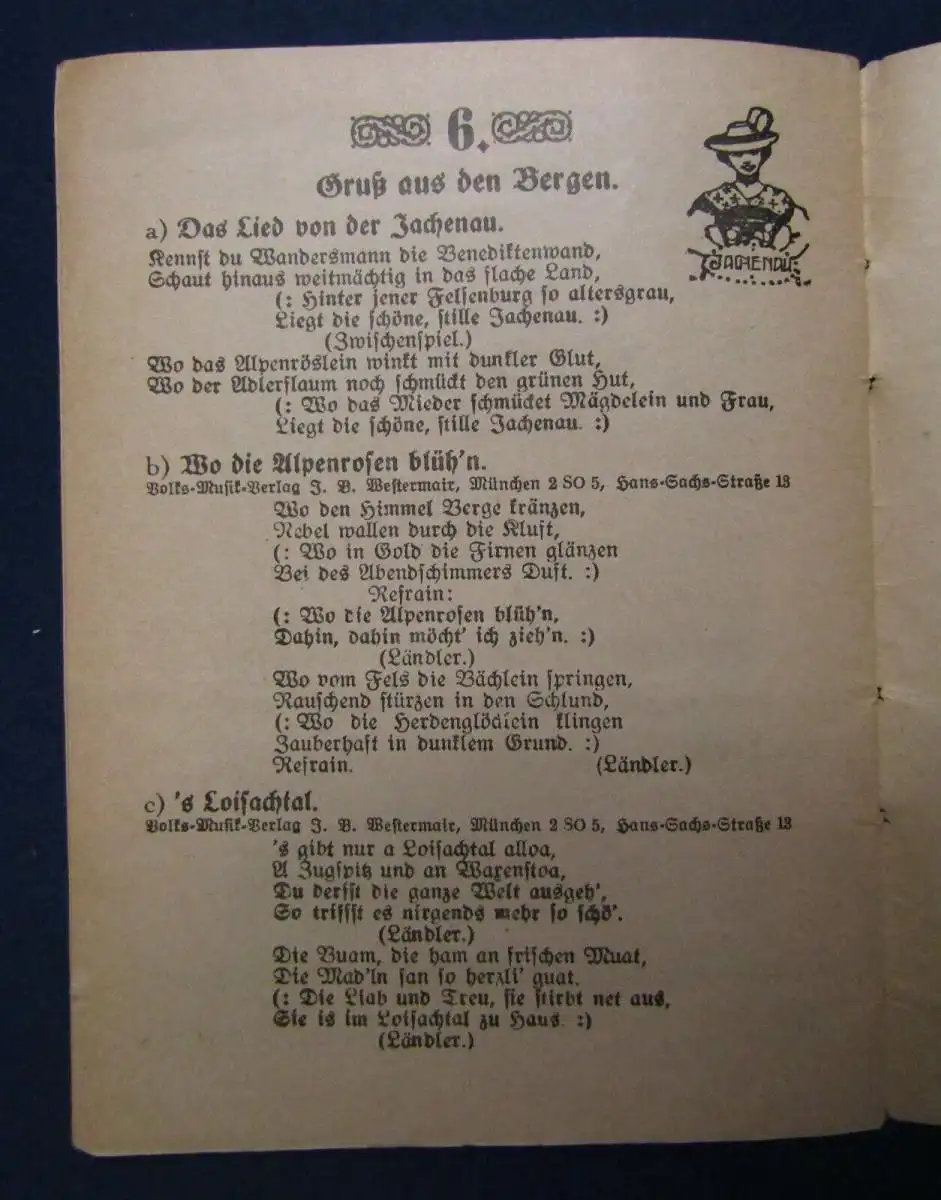 6.
Gruß aus den Bergen.
JACHENAU
a) Das Lied von der Jachenau.
Kennst du Wandersmann die Benediktenwand,
Schaut hinaus weitmächtig in das flache Land,
(: Hinter jener Felsenburg so altersgrau,
Liegt die schöne, stille Jachenau. :)
(Zwischenspiel.)
Wo das Alpenröslein winkt mit dunkler Glut,
Wo der Adlerflaum noch schmückt den grünen Hut,
(: Wo das Mieder schmücket Mägdelein und Frau,
Liegt die schöne, stille Jachenau. :)
b) Wo die Alpenrosen blüh'n.
Volks-Musik-Verlag J. B. Westermair, München 2 SO 5, Hans-Sachs-Straße 13
Wo den Himmel Berge kränzen,
Nebel wallen durch die Kluft,
(: Wo in Gold die Firnen glänzen
Bei des Abendschimmers Duft. :)
Refrain:
(: Wo die Alpenrosen blüh'n,
Dahin, dahin möcht' ich zieh'n. :)
(Ländler.)
Wo vom Fels die Bächlein springen,
Rauschend stürzen in den Schlund,
(: Wo die Herdenglöcklein klingen
Zauberhaft in dunklem Grund. :)
Refrain. (Ländler.)
c) 's Loisachtal.
Volks-Musik-Verlag J. B. Westermair, München 2 SO 5, Hans-Sachs-Straße 13
's gibt nur a Loisachtal alloa,
A Zugspitz und an Waxenstoa,
Du derfst die ganze Welt ausgeh',
So triffst es nirgends mehr so schö'.
(Ländler.)
Die Buam, die ham an frischen Muat,
Die Mad'ln san so herzli' guat.
(: Die Liab und Treu, sie stirbt net aus,
Sie is im Loisachtal zu Haus. :)
(Ländler.)